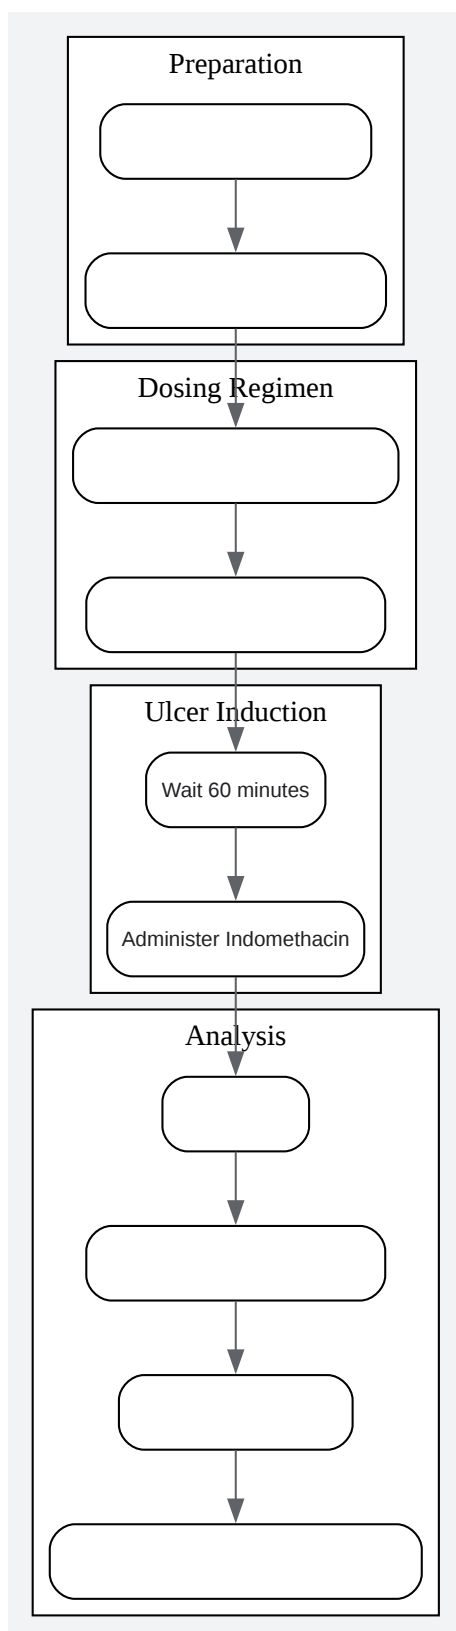 Preparation
Dosing Regimen
Ulcer Induction
Wait 60 minutes
Administer Indomethacin
Analysis